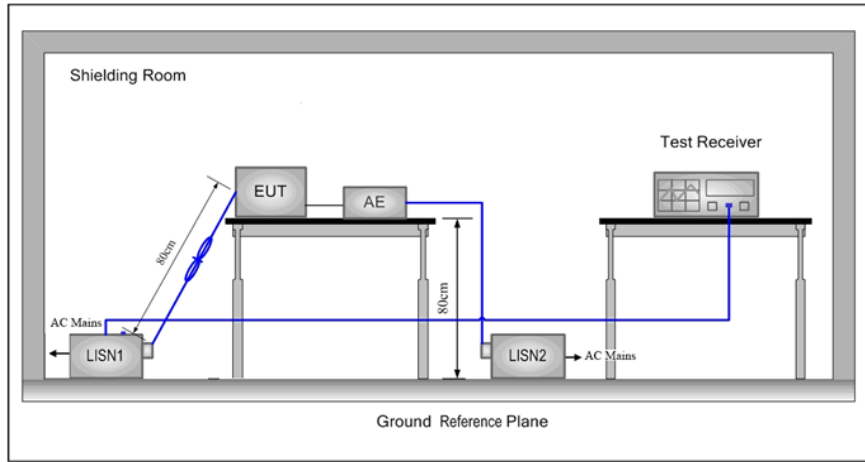 Shielding Room
Test Receiver
EUT
AE
80cm
80cm
AC Mains
LISN1
LISN2
AC Mains
Ground Reference Plane